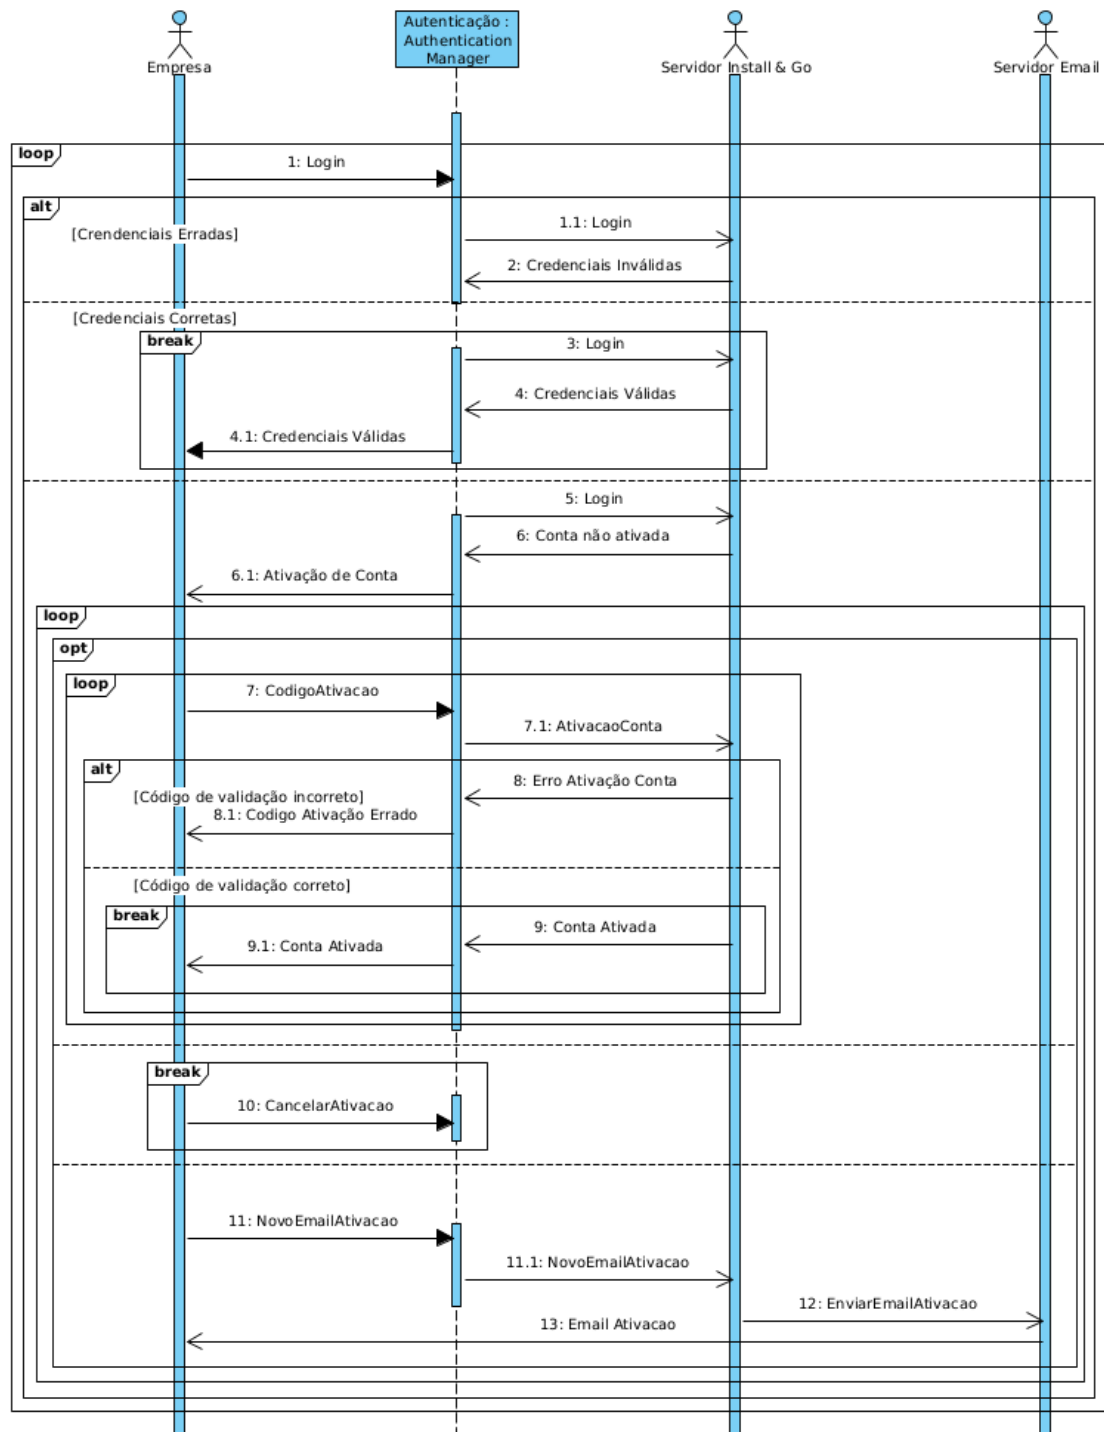 Autenticação :
Authentication
Manager
Empresa
Servidor Install & Go
Servidor Email
loop
1: Login
alt
[Crendenciais Erradas]
1.1: Login
2: Credenciais Inválidas
[Credenciais Corretas]
break
3: Login
4: Credenciais Válidas
4.1: Credenciais Válidas
5: Login
6: Conta não ativada
6.1: Ativação de Conta
loop
opt
loop
7: CodigoAtivacao
7.1: AtivacaoConta
alt
8: Erro Ativação Conta
[Código de validação incorreto]
8.1: Codigo Ativação Errado
[Código de validação correto]
break
9: Conta Ativada
9.1: Conta Ativada
break
10: CancelarAtivacao
11: NovoEmailAtivacao
11.1: NovoEmailAtivacao
12: EnviarEmailAtivacao
13: Email Ativacao